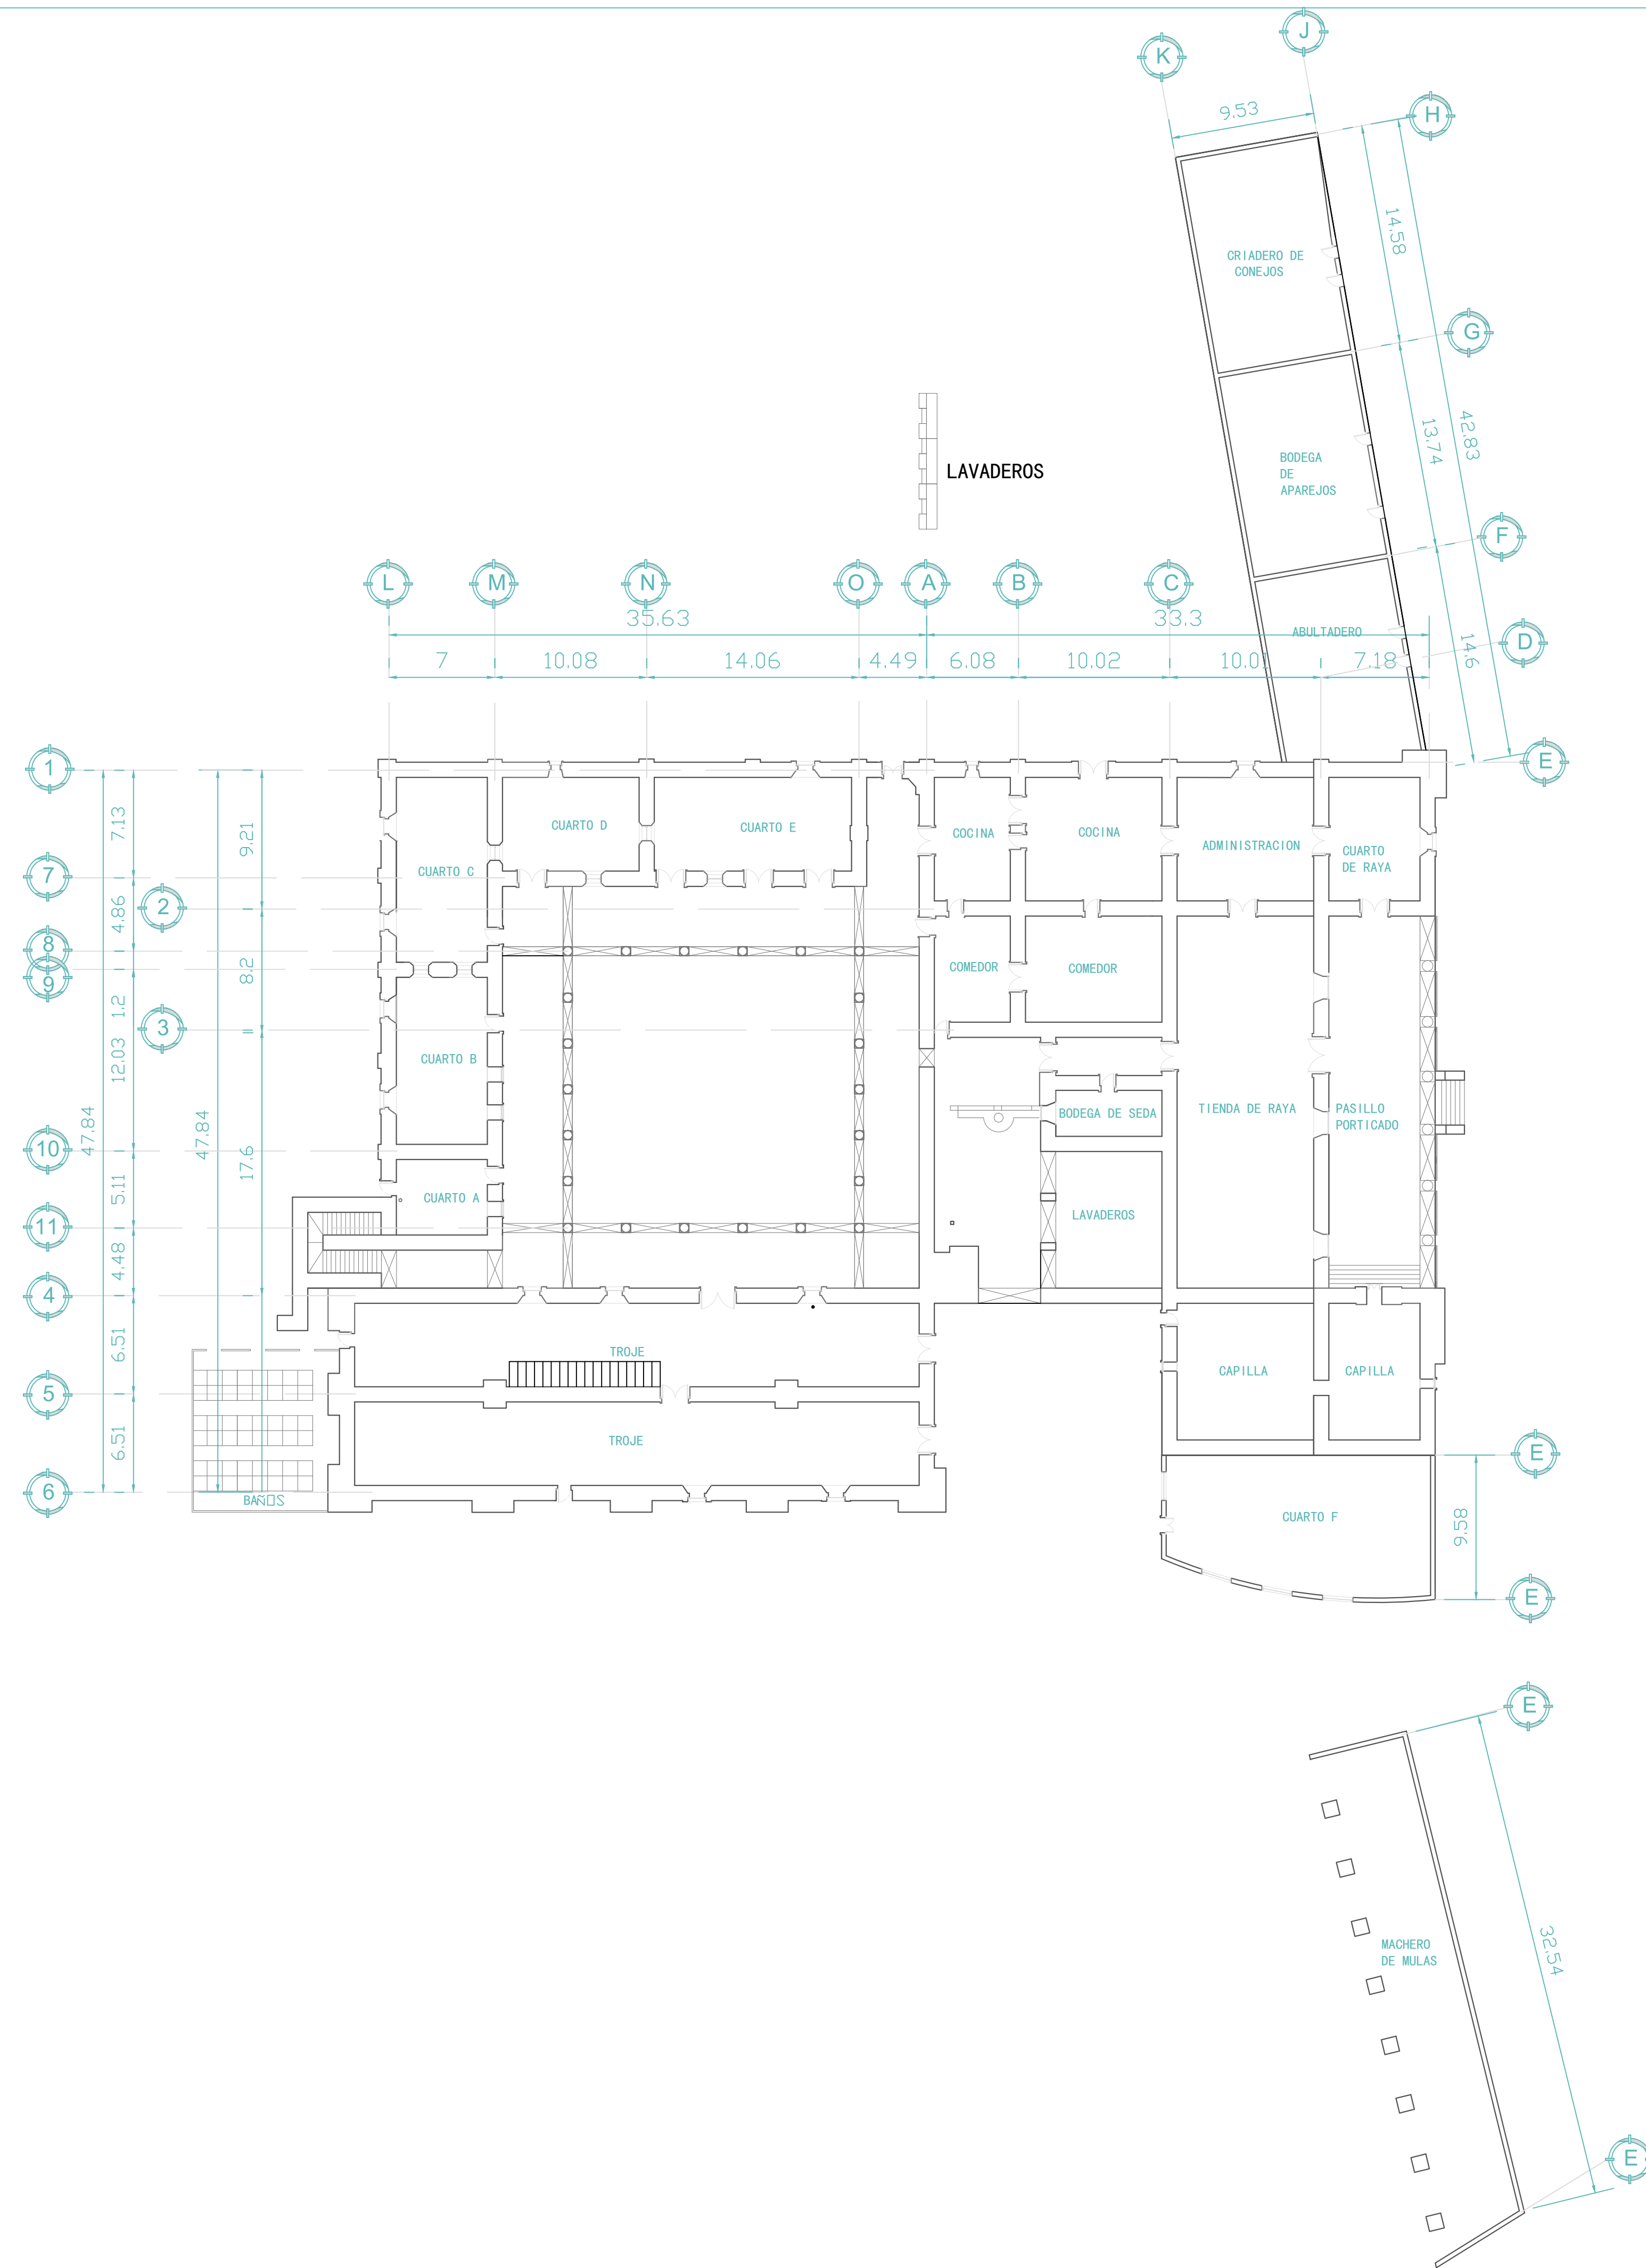 J
K
9.53
H
14.58
CRIADERO DE
CONEJOS
G
42.83
13.74
BODEGA
DE
APAREJOS
LAVADEROS
F
L
M
N
O
A
B
C
35.63
33.3
ABULTADERO
D
14.6
7
10.08
14.06
4.49
6.08
10.02
10.01
7.18
E
1
7.13
9.21
CUARTO D
CUARTO E
COCINA
COCINA
ADMINISTRACION
CUARTO
DE RAYA
CUARTO C
7
2
4.86
8
9
8.2
COMEDOR
COMEDOR
1.2
3
12.03
CUARTO B
47.84
47.84
BODEGA DE SEDA
TIENDA DE RAYA
PASILLO
PORTICADO
10
17.6
5.11
CUARTO A
LAVADEROS
11
4.48
4
6.51
TROJE
CAPILLA
CAPILLA
5
6.51
TROJE
E
6
BAÑ□S
CUARTO F
9.58
E
E
MACHERO
DE MULAS
32.54
E